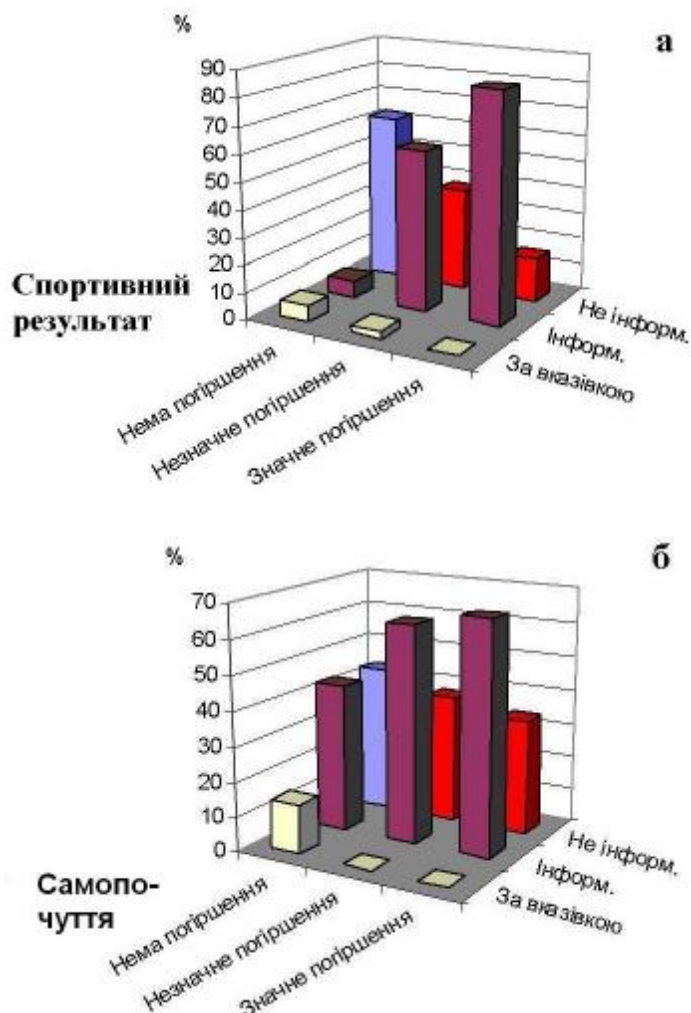 %
а
90
80
70
60
50
40
30
20
10
0
Спортивний
результат
Нема погіршення
Незначне погіршення
Значне погіршення
Не інформ.
Інформ.
За вказівкою
%
б
70
60
50
40
30
20
10
0
Самопо-
чуття
Нема погіршення
Незначне погіршення
Значне погіршення
Не інформ.
Інформ.
За вказівкою